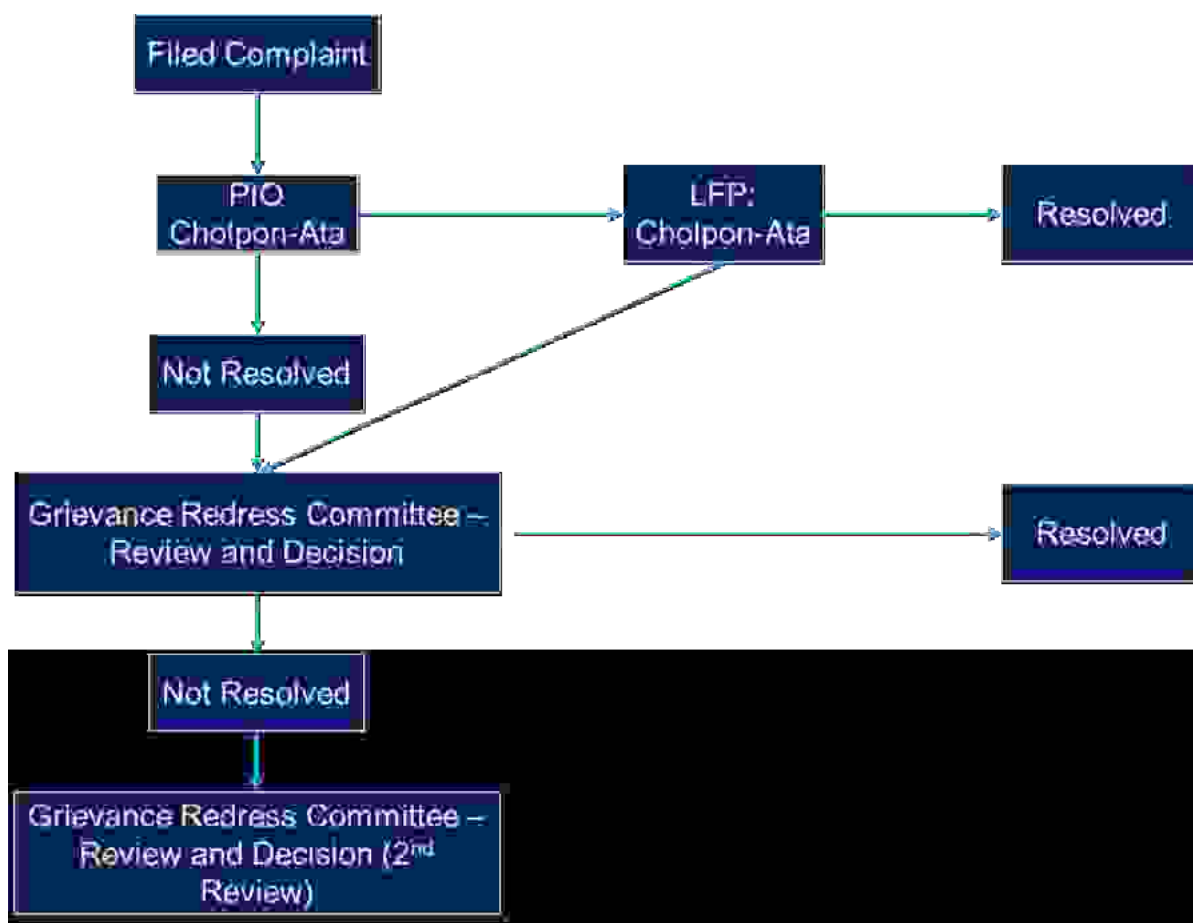 Filed Complaint
PIO
Cholpon-Ata
LFP:
Cholpon-Ata
Resolved
Not Resolved
Grievance Redress Committee –
Review and Decision
Resolved
Not Resolved
Grievance Redress Committee –
Review and Decision (2nd
Review)